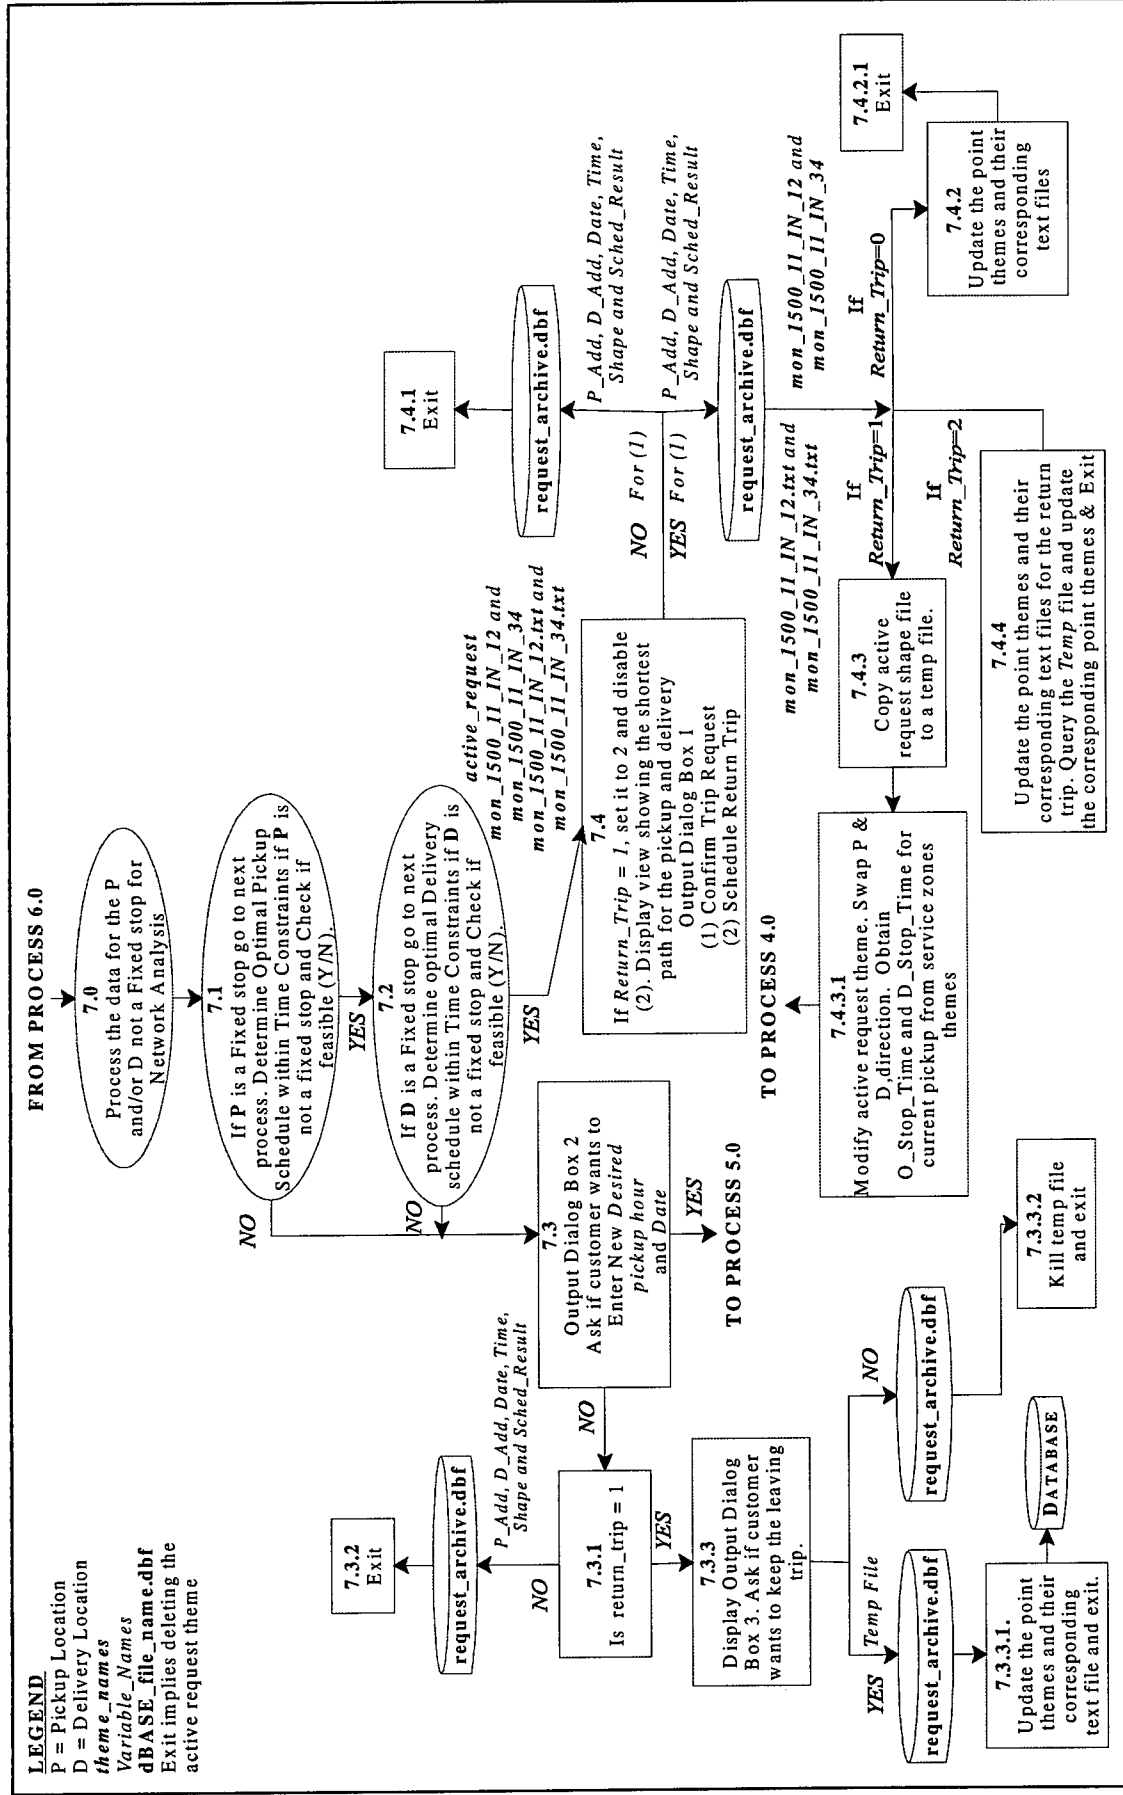 LEGEND
P = Pickup Location
D = Delivery Location
theme_names
Variable_Names
dBASE_file_name.dbf
Exit implies deleting the
active request theme
FROM PROCESS 6.0
7.0
Process the data for the P
and/or D not a Fixed stop for
Network Analysis
7.1
If P is a Fixed stop go to next
process. Determine Optimal Pickup
Schedule within Time Constraints if P is
not a fixed stop and Check if
feasible (Y/N).
NO
YES
7.2
If D is a Fixed stop go to next
process. Determine optimal Delivery
schedule within Time Constraints if D is
not a fixed stop and Check if
feasible (Y/N)
NO
YES
active_request
mon_1500_11_IN_12 and
mon_1500_11_IN_34
mon_1500_11_IN_12.txt and
mon_1500_11_IN_34.txt
7.3
Output Dialog Box 2
Ask if customer wants to
Enter New Desired
pickup hour
and Date
YES
TO PROCESS 5.0
NO
7.3.1
Is return_trip = 1
NO
P_Add, D_Add, Date, Time,
Shape and Sched_Result
request_archive.dbf
7.3.2
Exit
YES
7.3.3
Display Output Dialog
Box 3. Ask if customer
wants to keep the leaving
trip.
YES
Temp File
request_archive.dbf
7.3.3.1.
Update the point
themes and their
corresponding
text file and exit.
DATABASE
NO
request_archive.dbf
7.3.3.2
Kill temp file
and exit
7.4
If Return_Trip = 1, set it to 2 and disable
(2). Display view showing the shortest
path for the pickup and delivery
Output Dialog Box 1
(1) Confirm Trip Request
(2) Schedule Return Trip
NO For (1)
YES For (1)
P_Add, D_Add, Date, Time,
Shape and Sched_Result
request_archive.dbf
7.4.1
Exit
P_Add, D_Add, Date, Time,
Shape and Sched_Result
request_archive.dbf
mon_1500_11_IN_12.txt and
mon_1500_11_IN_34.txt
mon_1500_11_IN_12 and
mon_1500_11_IN_34
If
Return_Trip=1
If
Return_Trip=0
If
Return_Trip=2
7.4.2
Update the point
themes and their
corresponding
text files
7.4.2.1
Exit
7.4.3
Copy active
request shape file
to a temp file.
7.4.3.1
Modify active request theme. Swap P &
D,direction. Obtain
O_Stop_Time and D_Stop_Time for
current pickup from service zones
themes
TO PROCESS 4.0
7.4.4
Update the point themes and their
corresponding text files for the return
trip. Query the Temp file and update
the corresponding point themes & Exit